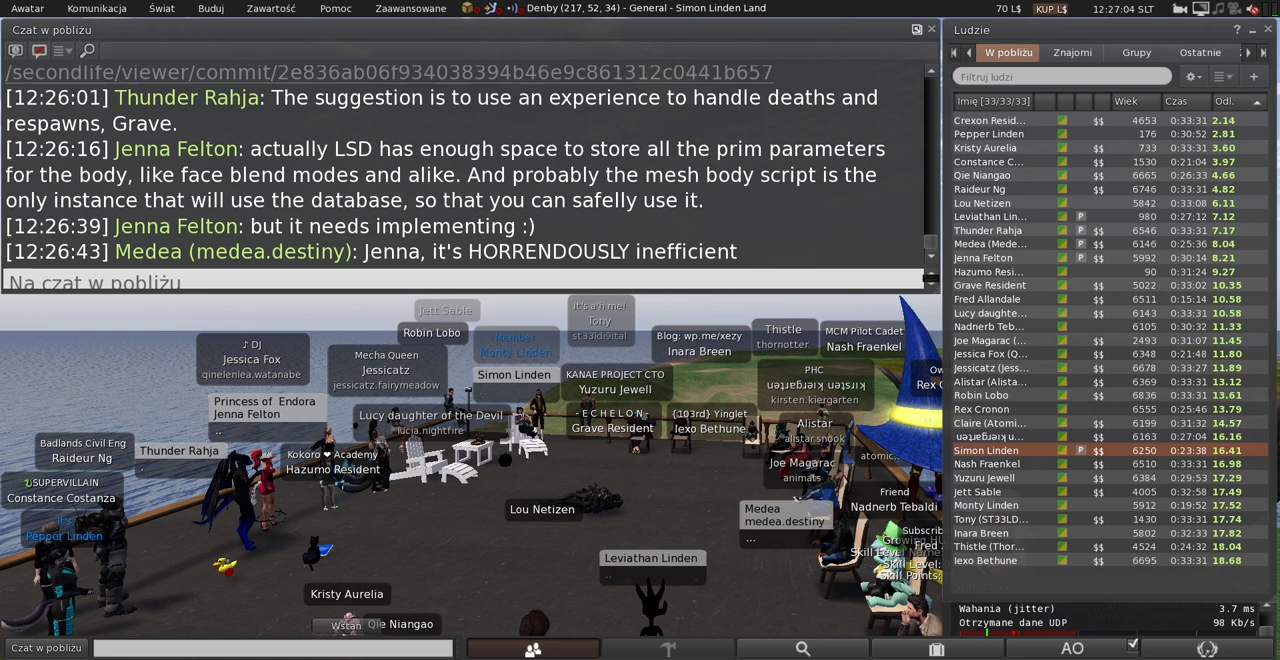 Awatar Komunikacja Świat Buduj Zawartość Pomoc Zaawansowane Denby (217, 52, 34) - General - Simon Linden Land 70 L$ KUP L$ 12:27:04 SLT
Czat w pobliżu
/secondlife/viewer/commit/2e836ab06f934038394b46e9c861312c0441b657
[12:26:01] Thunder Rahja: The suggestion is to use an experience to handle deaths and
respawns, Grave.
[12:26:16] Jenna Felton: actually LSD has enough space to store all the prim parameters
for the body, like face blend modes and alike. And probably the mesh body script is the
only instance that will use the database, so that you can safelly use it.
[12:26:39] Jenna Felton: but it needs implementing :)
[12:26:43] Medea (medea.destiny): Jenna, it's HORRENDOUSLY inefficient
Na czat w pobliżu
Jett Sable
It's a'h me!
Tony
st33ldi9ital
Robin Lobo
Member
Monty Linden
Blog: wp.me/xezy
Inara Breen
Thistle
thornotter
MCM Pilot Cadet
Nash Fraenkel
♪ DJ
Jessica Fox
qinelenlea.watanabe
Mecha Queen
Jessicatz
jessicatz.fairymeadow
Simon Linden
KANAE PROJECT CTO
Yuzuru Jewell
PHC
kirsten.kiergarten
Ow
Rex C
Princess of Endora
Jenna Felton
..
Lucy daughter of the Devil
lucia.nightfire
- E C H E L O N -
Grave Resident
{103rd} Yinglet
Iexo Bethune
Alistar
alistar.snook
Badlands Civil Eng
Raideur Ng
Thunder Rahja
.
Kokoro ❤ Academy
Hazumo Resident
Joe Magarac
animats
atomic..
SUPERVILLAIN
Constance Costanza
Lou Netizen
Friend
Nadnerb Tebaldi
It's
Pepper Linden
Medea
medea.destiny
...
Subscrib
Skill Level
Skill Points
Leviathan Linden
..
Kristy Aurelia
Wstań
Qie Niangao
Czat w pobliżu
AO
Ludzie
W pobliżu Znajomi Grupy Ostatnie
Filtruj ludzi
Imię [33/33/33] Wiek Czas Odl.
Crexon Resid... $$ 4653 0:33:31 2.14
Pepper Linden 176 0:30:52 2.81
Kristy Aurelia $$ 733 0:33:31 3.60
Constance C... $$ 1530 0:21:04 3.97
Qie Niangao $$ 6665 0:26:33 4.66
Raideur Ng $$ 6746 0:33:31 4.82
Lou Netizen 5842 0:33:08 6.11
Leviathan Lin... P 980 0:27:12 7.12
Thunder Rahja P $$ 6546 0:33:31 7.17
Medea (Mede... P $$ 6146 0:25:36 8.04
Jenna Felton P $$ 5992 0:30:14 8.21
Hazumo Resi... 90 0:31:24 9.27
Grave Resident $$ 5022 0:33:02 10.35
Fred Allandale $$ 6511 0:15:14 10.58
Lucy daughte... $$ 6143 0:33:31 10.58
Nadnerb Teb... 6105 0:30:32 11.33
Joe Magarac (... $$ 2493 0:31:07 11.45
Jessica Fox (Q... $$ 6348 0:21:48 11.80
Jessicatz (Jess... $$ 6678 0:33:27 11.89
Alistar (Alista... $$ 6369 0:33:31 13.12
Robin Lobo $$ 6836 0:33:31 13.61
Rex Cronon 6555 0:25:46 13.79
Claire (Atomi... $$ 6199 0:31:32 14.57
$$ 6163 0:27:04 16.16
Simon Linden P $$ 6250 0:23:38 16.41
Nash Fraenkel $$ 6510 0:33:31 16.98
Yuzuru Jewell $$ 6384 0:29:53 17.29
Jett Sable $$ 4005 0:32:58 17.49
Monty Linden 5912 0:19:52 17.52
Tony (ST33LD... $$ 1430 0:33:31 17.74
Inara Breen 5802 0:32:33 17.82
Thistle (Thor... $$ 4524 0:24:32 18.04
Iexo Bethune 6695 0:33:31 18.68
Wahania (jitter) 3.7 ms
Otrzymane dane UDP 98 Kb/s